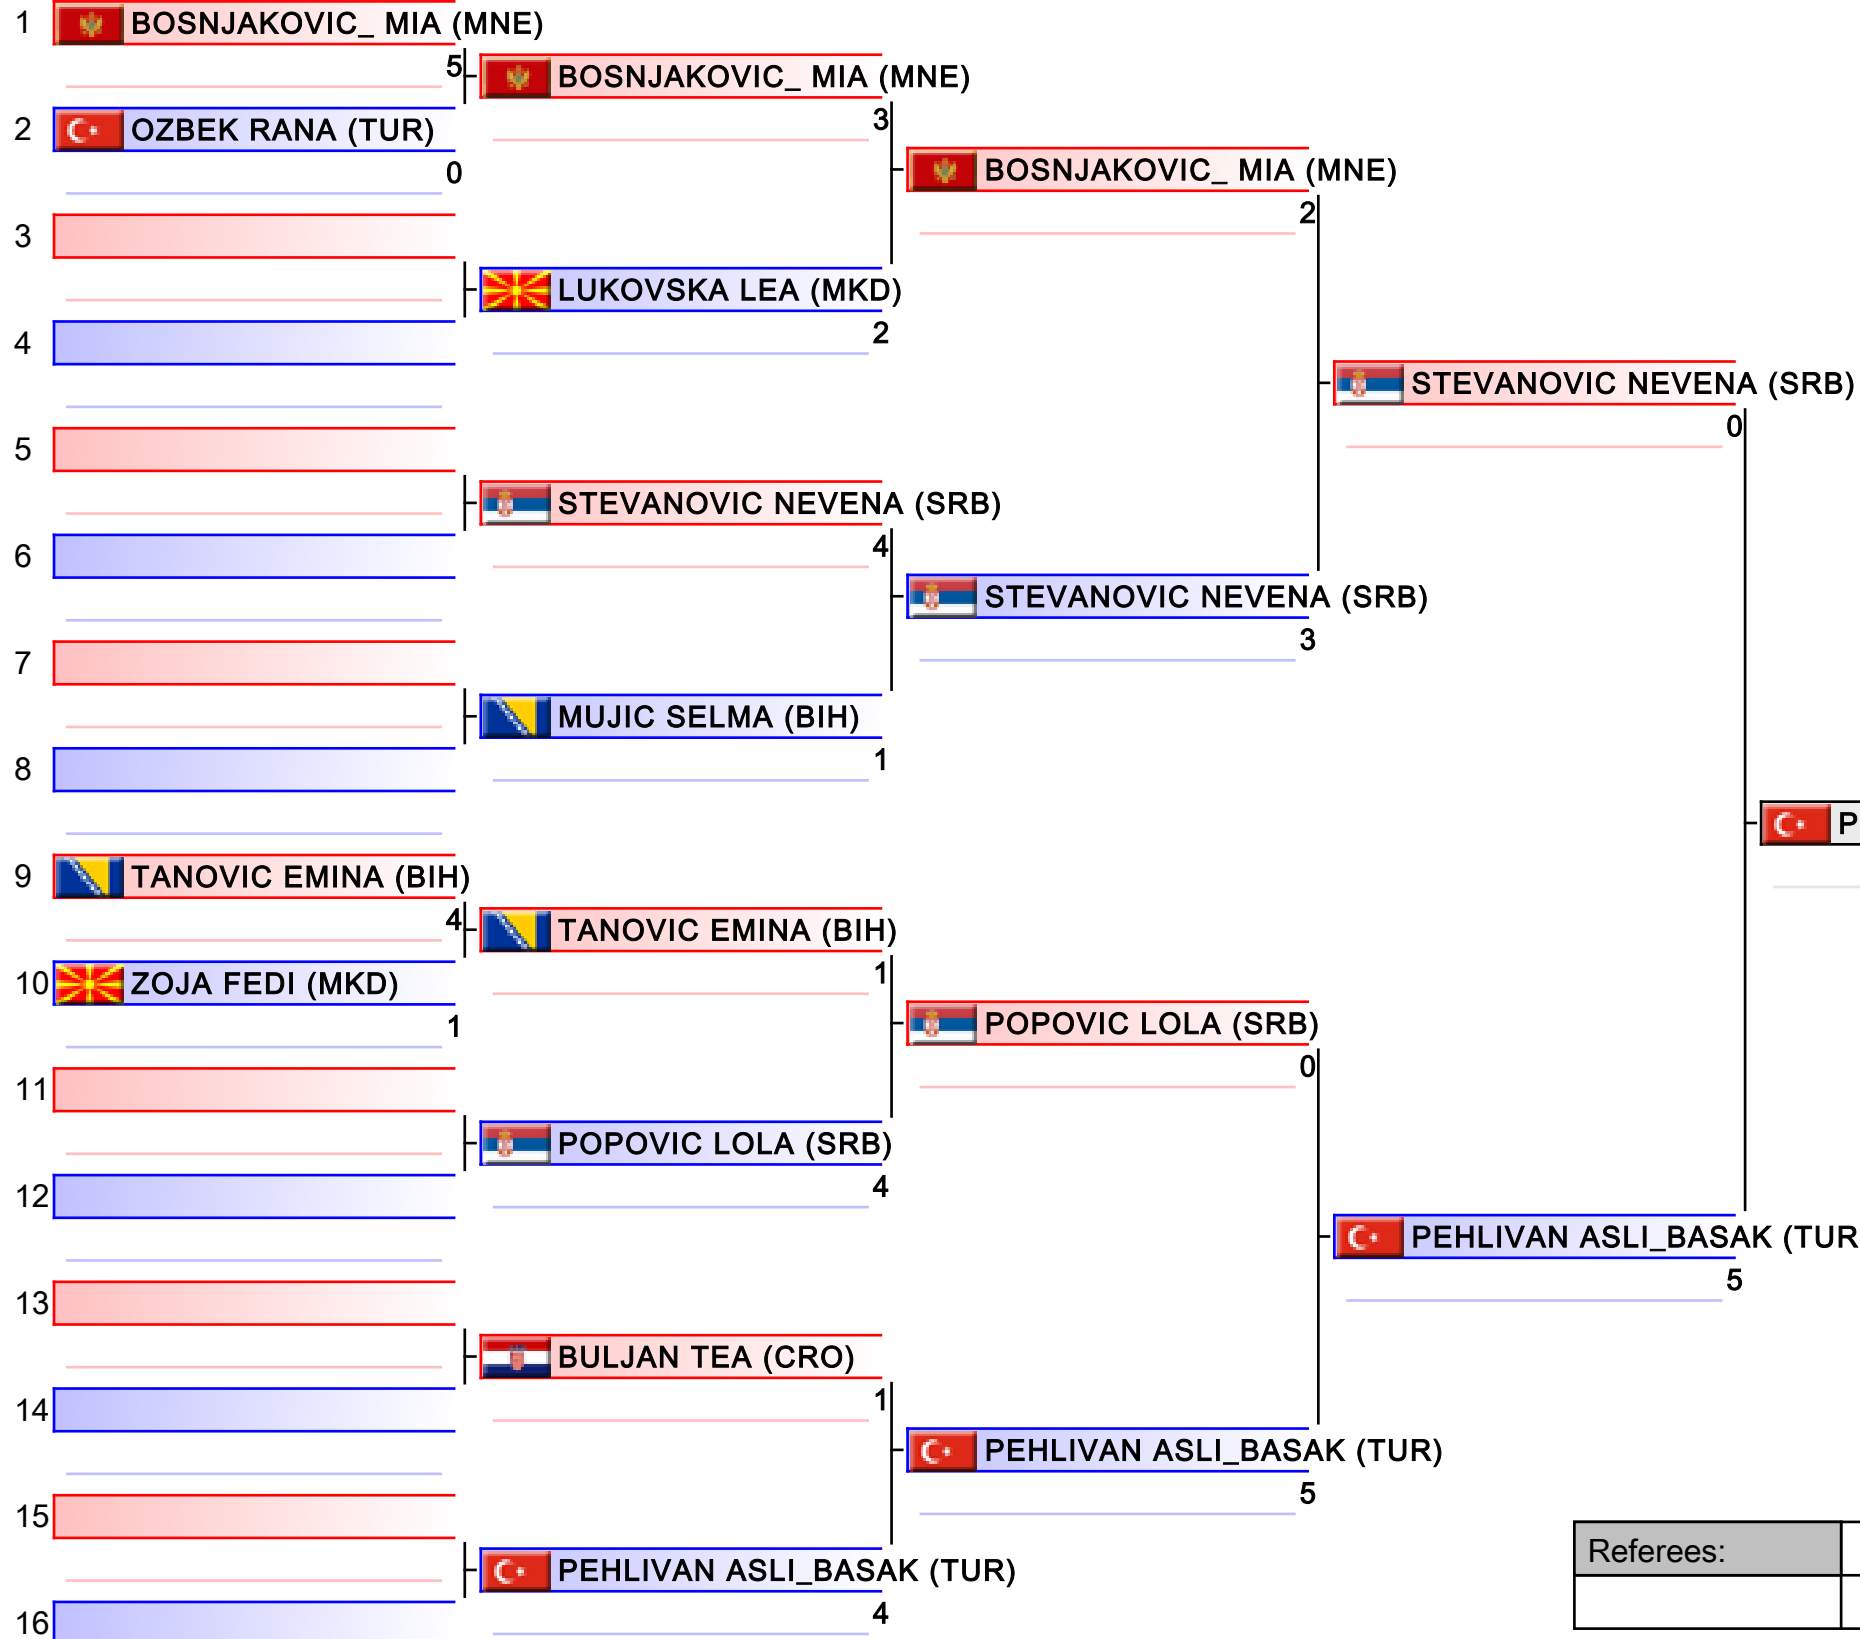 1 BOSNJAKOVIC_ MIA (MNE)
5 BOSNJAKOVIC_ MIA (MNE)
2 OZBEK RANA (TUR)
3
BOSNJAKOVIC_ MIA (MNE)
0
2
3
LUKOVSKA LEA (MKD)
4
2
STEVANOVIC NEVENA (SRB)
0
5
STEVANOVIC NEVENA (SRB)
6
4
STEVANOVIC NEVENA (SRB)
3
7
MUJIC SELMA (BIH)
8
1
P
9 TANOVIC EMINA (BIH)
4 TANOVIC EMINA (BIH)
10 ZOJA FEDI (MKD)
1
1
POPOVIC LOLA (SRB)
0
11
POPOVIC LOLA (SRB)
12
4
PEHLIVAN ASLI_BASAK (TUR
5
13
BULJAN TEA (CRO)
14
1
PEHLIVAN ASLI_BASAK (TUR)
5
15
Referees:
PEHLIVAN ASLI_BASAK (TUR)
16
4